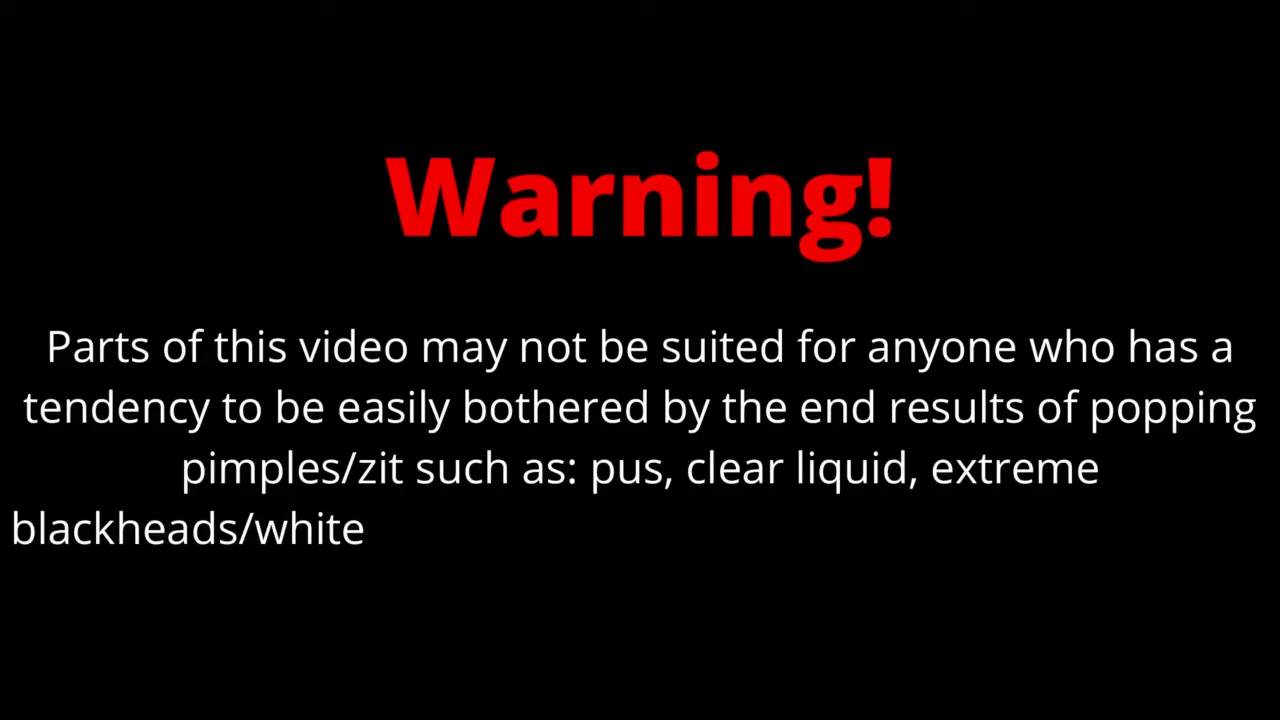 Warning!
Parts of this video may not be suited for anyone who has a
tendency to be easily bothered by the end results of popping
pimples/zit such as: pus, clear liquid, extreme
blackheads/white